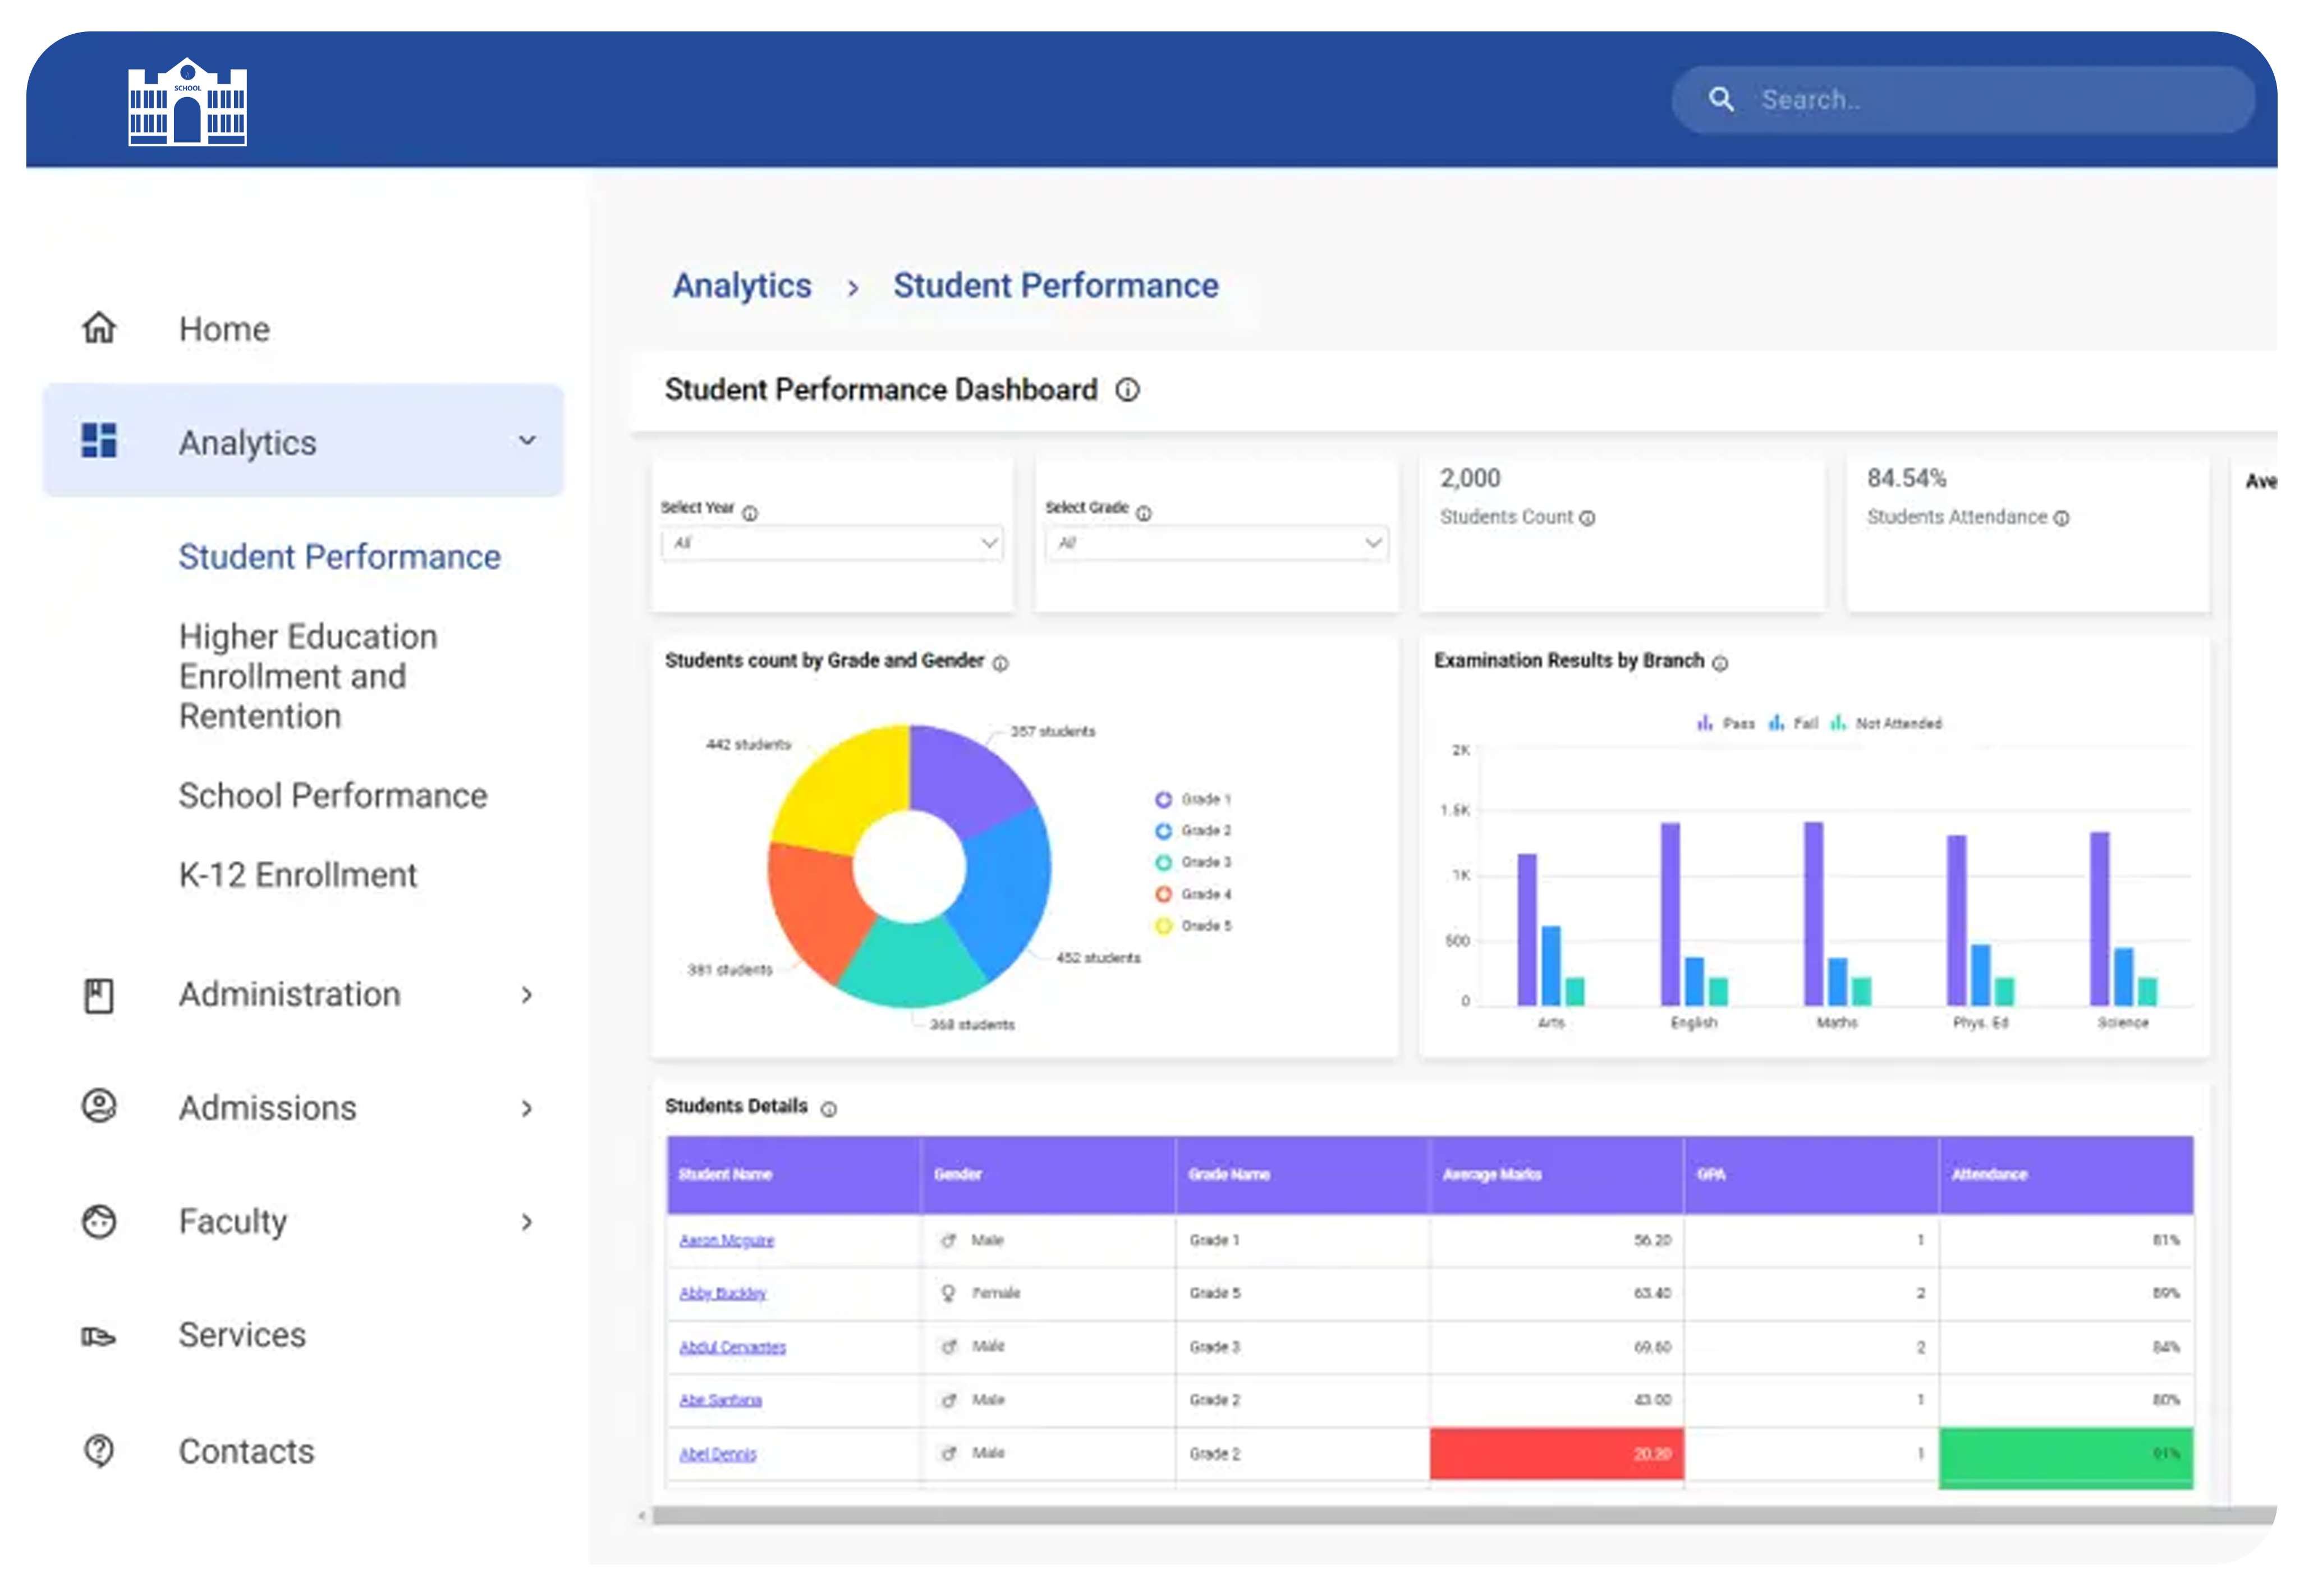 SCHOOL
Search..
Home
Analytics
Student Performance
Higher Education
Enrollment and
Rentention
School Performance
K-12 Enrollment
Administration
Admissions
Faculty
Services
Contacts
Analytics > Student Performance
Student Performance Dashboard
Select Year
All
Select Grade
All
2,000
Students Count
84.54%
Students Attendance
Ave
Students count by Grade and Gender
442 students
357 students
452 students
381 students
368 students
Grade 1
Grade 2
Grade 3
Grade 4
Grade 5
Examination Results by Branch
Pass Fail Not Attended
2K
1.5K
1K
500
0
Arts English Maths Phys. Ed Science
Students Details
Student Name Gender Grade Name Average Marks GPA Attendance
Aaron Mcguire Male Grade 1 56.20 1 81%
Abby Buckley Female Grade 5 63.40 2 89%
Abdul Cervantes Male Grade 3 69.60 2 84%
Abe Santana Male Grade 2 43.00 1 80%
Abel Dennis Male Grade 2 20.20 1 91%